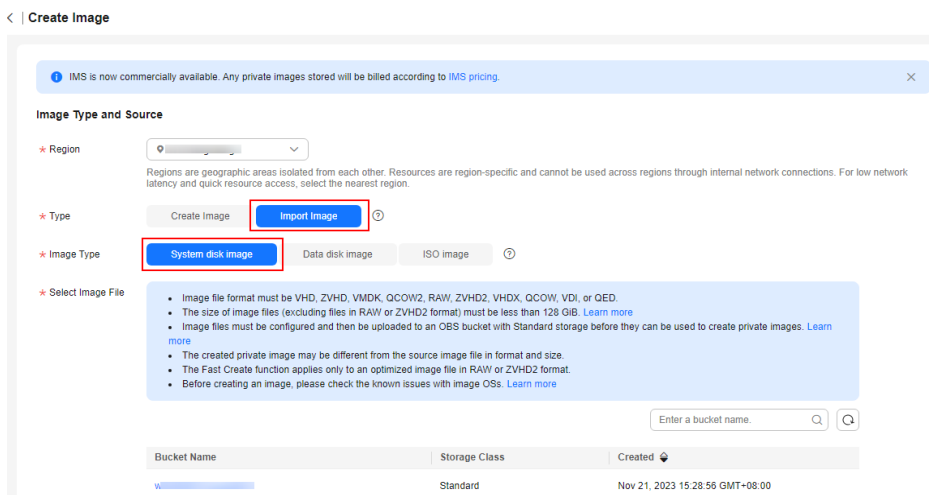 Create Image
IMS is now commercially available. Any private images stored will be billed according to IMS pricing.
Image Type and Source
* Region
Regions are geographic areas isolated from each other. Resources are region-specific and cannot be used across regions through internal network connections. For low network
latency and quick resource access, select the nearest region.
* Type
Create Image
Import Image
* Image Type
System disk image
Data disk image
ISO image
* Select Image File
• Image file format must be VHD, ZVHD, VMDK, QCOW2, RAW, ZVHD2, VHDX, QCOW, VDI, or QED.
• The size of image files (excluding files in RAW or ZVHD2 format) must be less than 128 GiB. Learn more
• Image files must be configured and then be uploaded to an OBS bucket with Standard storage before they can be used to create private images. Learn
more
• The created private image may be different from the source image file in format and size.
• The Fast Create function applies only to an optimized image file in RAW or ZVHD2 format.
• Before creating an image, please check the known issues with image OSs. Learn more
Enter a bucket name.
Bucket Name
Storage Class
Created
Standard
Nov 21, 2023 15:28:56 GMT+08:00